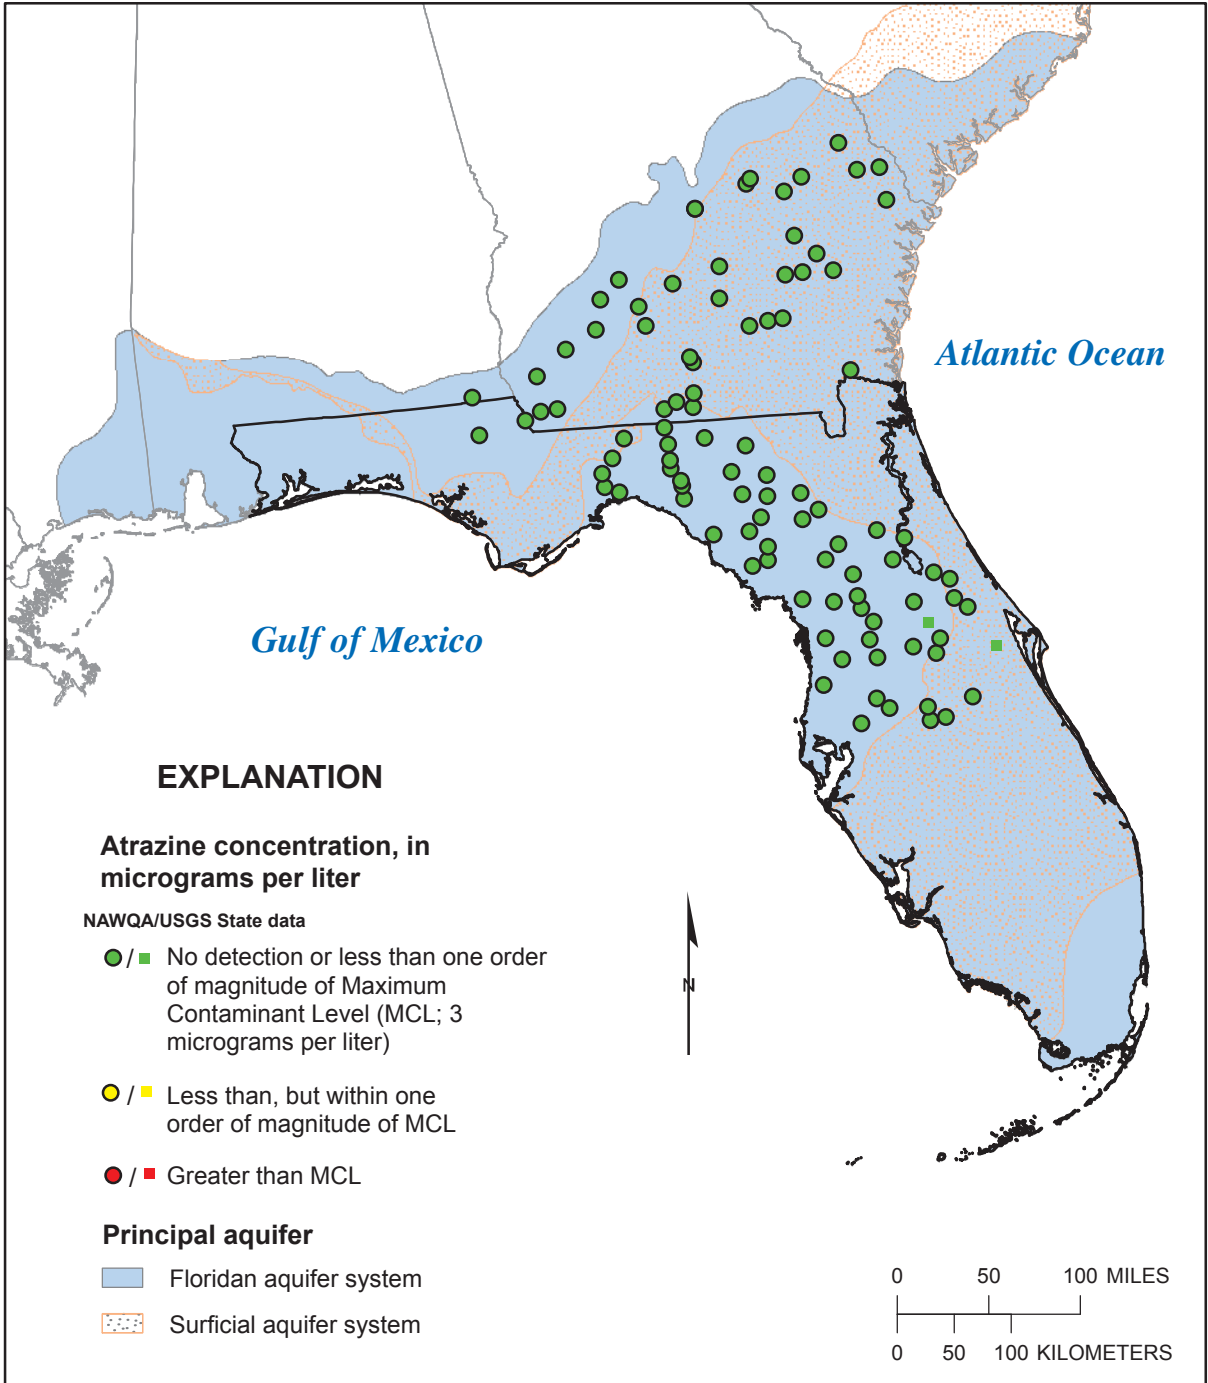 Atlantic Ocean
Gulf of Mexico
EXPLANATION
Atrazine concentration, in
micrograms per liter
NAWQA/USGS State data
/ No detection or less than one order
of magnitude of Maximum
Contaminant Level (MCL; 3
micrograms per liter)
/ Less than, but within one
order of magnitude of MCL
/ Greater than MCL
Principal aquifer
Floridan aquifer system
Surficial aquifer system
N
0 50 100 MILES
0 50 100 KILOMETERS